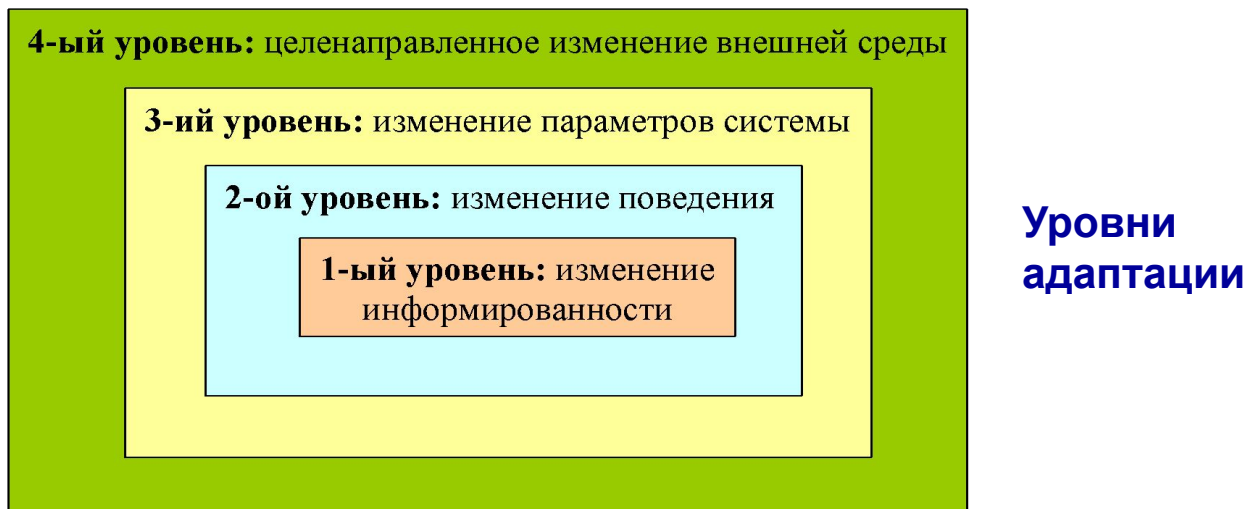 4-ый уровень: целенаправленное изменение внешней среды
3-ий уровень: изменение параметров системы
2-ой уровень: изменение поведения
1-ый уровень: изменение
информированности
Уровни
адаптации